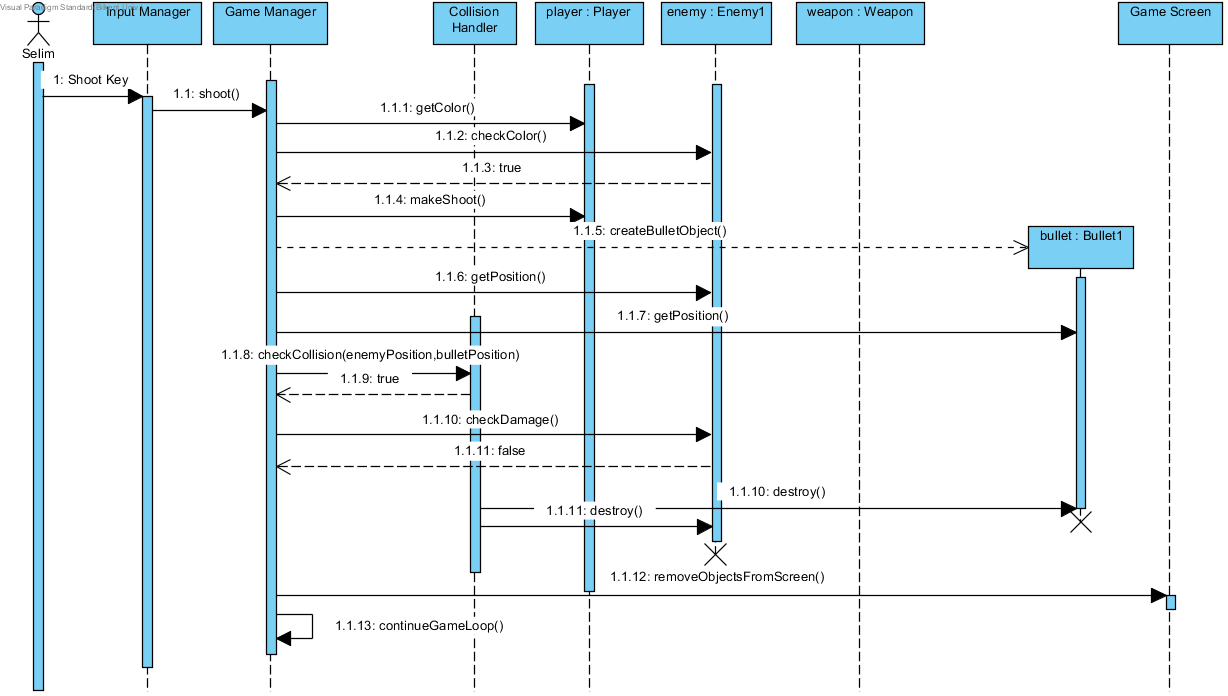 Visual Paradigm Standard
Selim
Input Manager
Game Manager
Collision
Handler
player : Player
enemy : Enemy1
weapon : Weapon
Game Screen
1: Shoot Key
1.1: shoot()
1.1.1: getColor()
1.1.2: checkColor()
1.1.3: true
1.1.4: makeShoot()
1.1.5: createBulletObject()
bullet : Bullet1
1.1.6: getPosition()
1.1.7: getPosition()
1.1.8: checkCollision(enemyPosition,bulletPosition)
1.1.9: true
1.1.10: checkDamage()
1.1.11: false
1.1.10: destroy()
1.1.11: destroy()
1.1.12: removeObjectsFromScreen()
1.1.13: continueGameLoop()